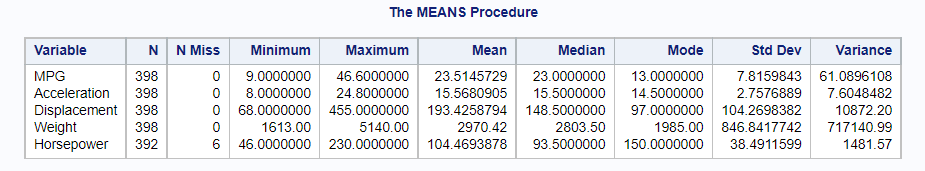 The MEANS Procedure
Variable N N Miss Minimum Maximum Mean Median Mode Std Dev Variance
MPG 398 0 9.0000000 46.6000000 23.5145729 23.0000000 13.0000000 7.8159843 61.0896108
Acceleration 398 0 8.0000000 24.8000000 15.5680905 15.5000000 14.5000000 2.7576889 7.6048482
Displacement 398 0 68.0000000 455.0000000 193.4258794 148.5000000 97.0000000 104.2698382 10872.20
Weight 398 0 1613.00 5140.00 2970.42 2803.50 1985.00 846.8417742 717140.99
Horsepower 392 6 46.0000000 230.0000000 104.4693878 93.5000000 150.0000000 38.4911599 1481.57